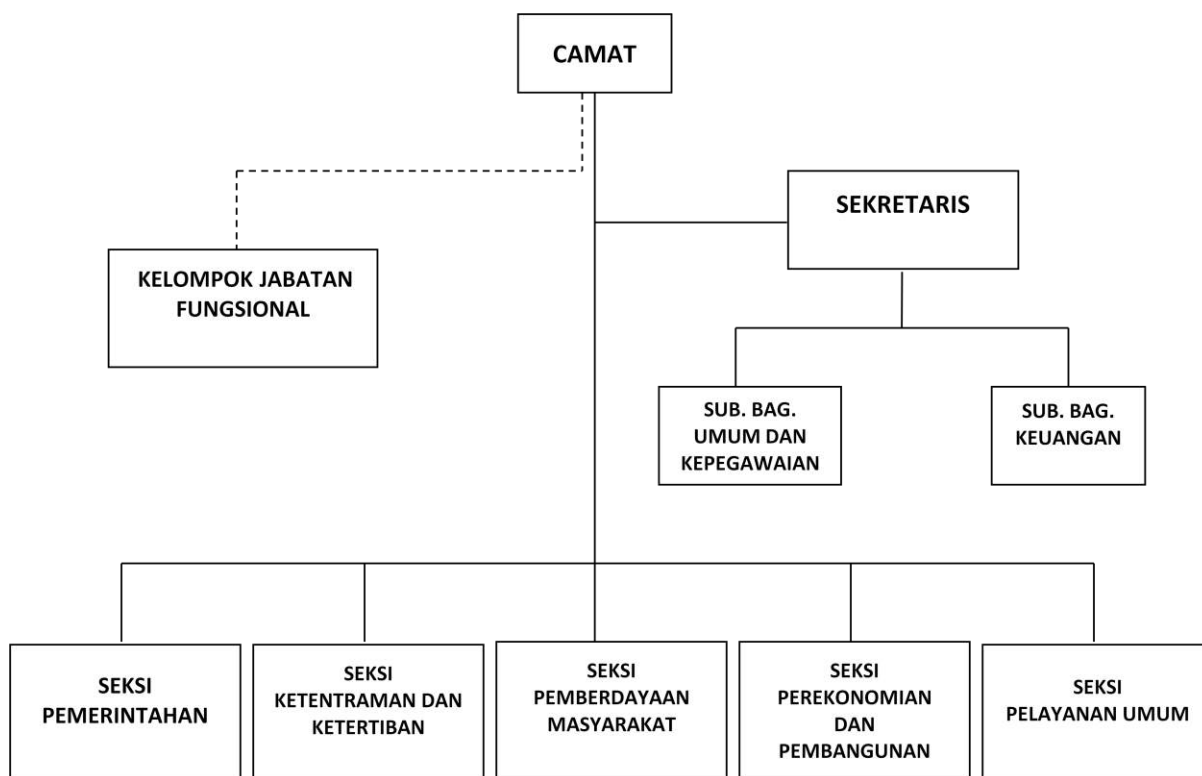 CAMAT
SEKRETARIS
KELOMPOK JABATAN
FUNGSIONAL
SUB. BAG.
UMUM DAN
KEPEGAWAIAN
SUB. BAG.
KEUANGAN
SEKSI
PEMERINTAHAN
SEKSI
KETENTRAMAN DAN
KETERTIBAN
SEKSI
PEMBERDAYAAN
MASYARAKAT
SEKSI
PEREKONOMIAN
DAN
PEMBANGUNAN
SEKSI
PELAYANAN UMUM